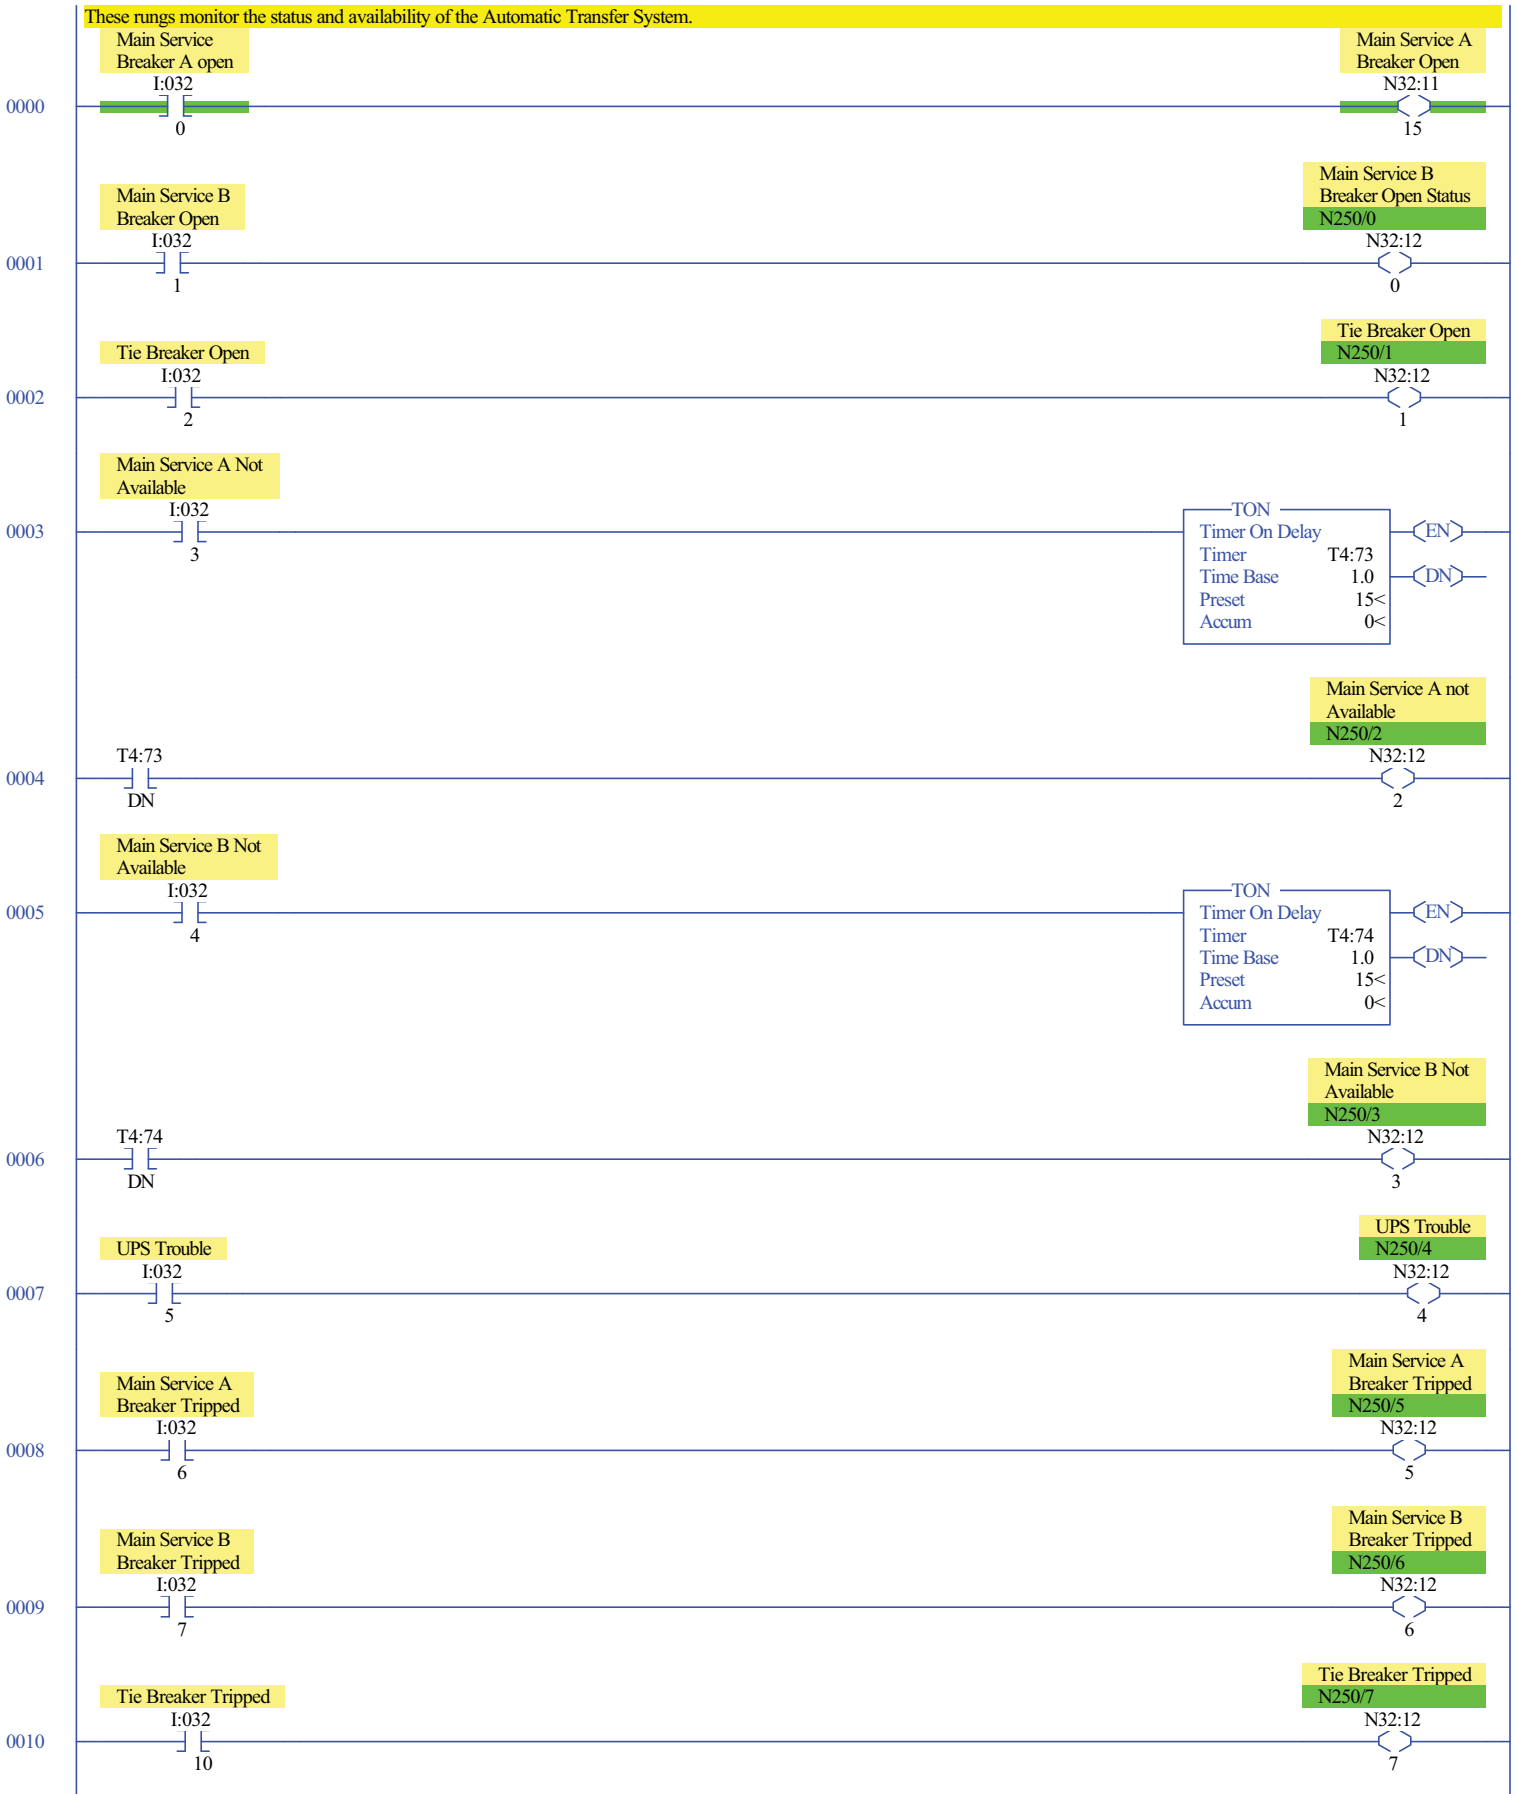 These rungs monitor the status and availability of the Automatic Transfer System.
Main Service
Breaker A open
I:032
0
Main Service A
Breaker Open
N32:11
15
0000
Main Service B
Breaker Open
I:032
1
Main Service B
Breaker Open Status
N250/0
N32:12
0
0001
Tie Breaker Open
I:032
2
Tie Breaker Open
N250/1
N32:12
1
0002
Main Service A Not
Available
I:032
3
0003
TON
Timer On Delay
Timer T4:73
Time Base 1.0
Preset 15<
Accum 0<
EN
DN
T4:73
DN
Main Service A not
Available
N250/2
N32:12
2
0004
Main Service B Not
Available
I:032
4
0005
TON
Timer On Delay
Timer T4:74
Time Base 1.0
Preset 15<
Accum 0<
EN
DN
T4:74
DN
Main Service B Not
Available
N250/3
N32:12
3
0006
UPS Trouble
I:032
5
UPS Trouble
N250/4
N32:12
4
0007
Main Service A
Breaker Tripped
I:032
6
Main Service A
Breaker Tripped
N250/5
N32:12
5
0008
Main Service B
Breaker Tripped
I:032
7
Main Service B
Breaker Tripped
N250/6
N32:12
6
0009
Tie Breaker Tripped
I:032
10
Tie Breaker Tripped
N250/7
N32:12
7
0010